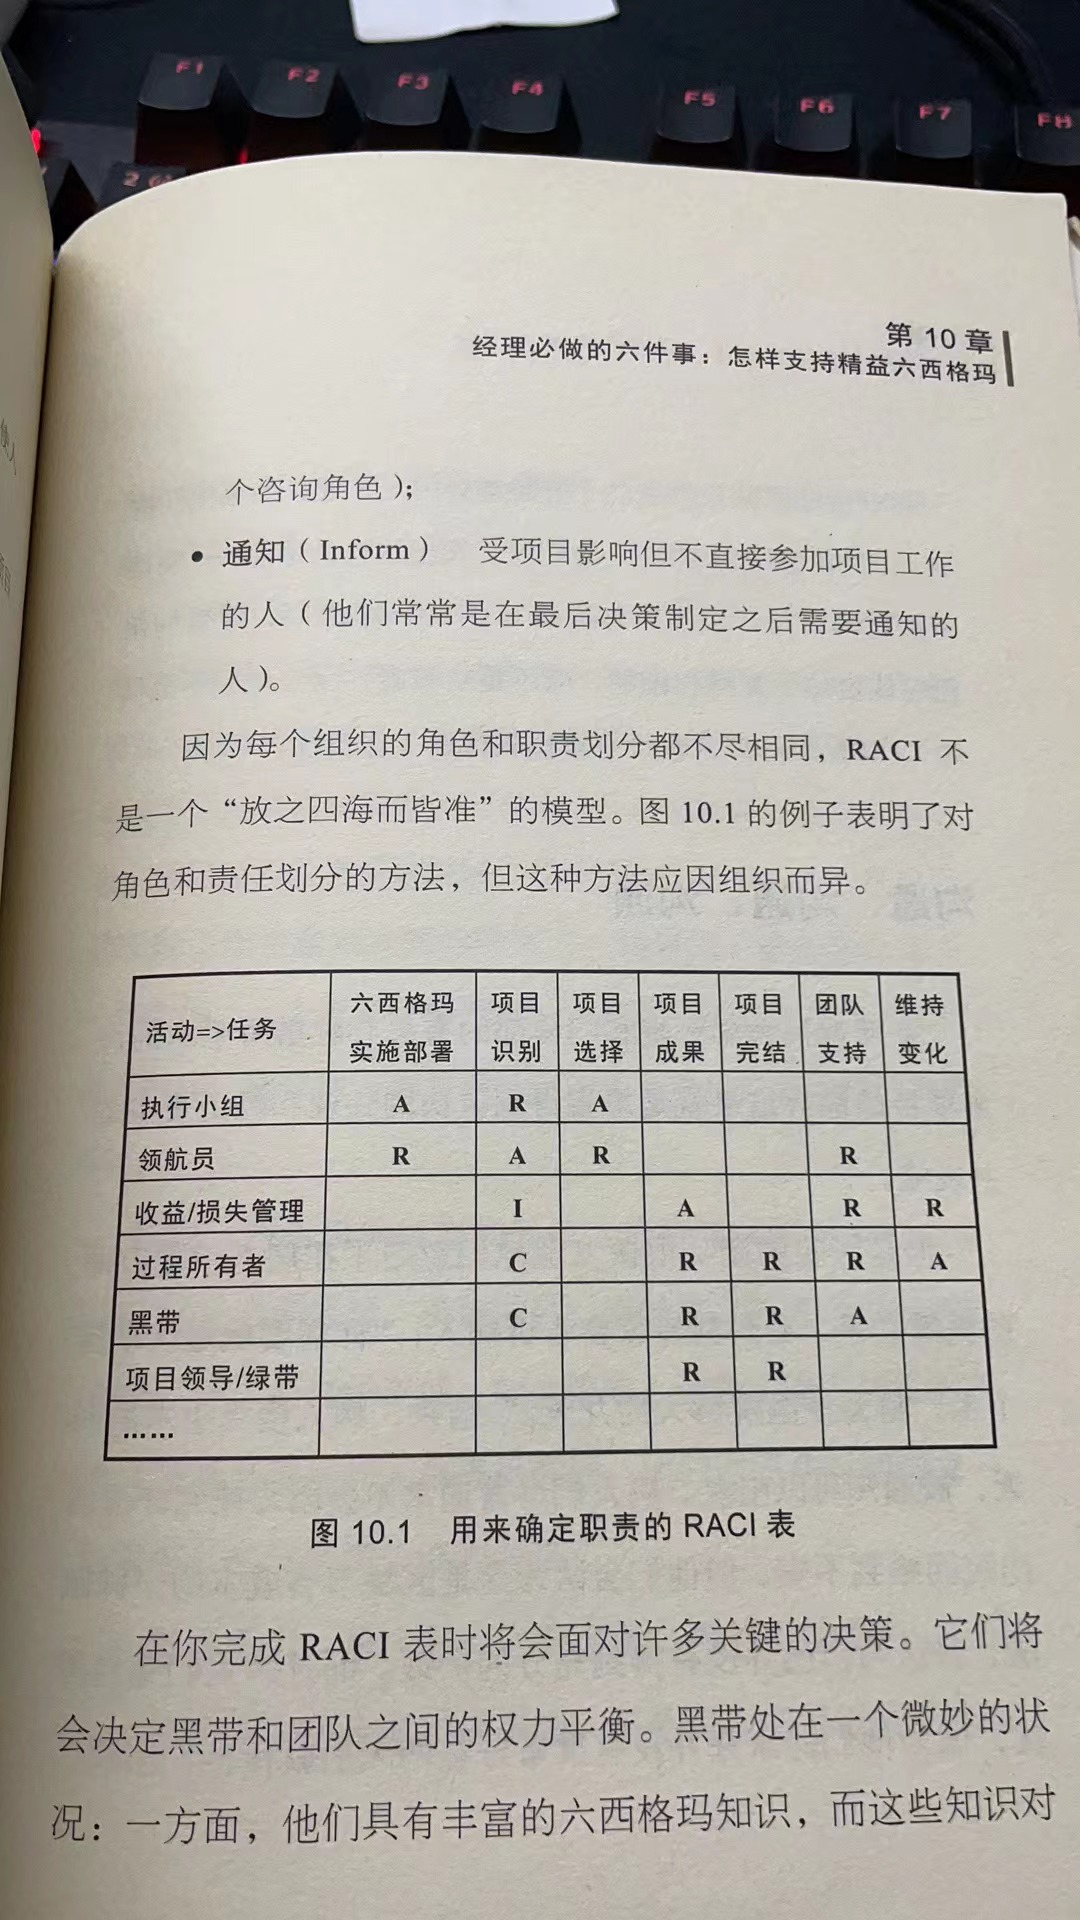 F1 F2 F3 F4 F5 F6 F7 F8
2
第 10 章
经理必做的六件事：怎样支持精益六西格玛
个咨询角色）；
• 通知（Inform） 受项目影响但不直接参加项目工作
的人（他们常常是在最后决策制定之后需要通知的
人）。
因为每个组织的角色和职责划分都不尽相同，RACI 不
是一个“放之四海而皆准”的模型。图 10.1 的例子表明了对
角色和责任划分的方法，但这种方法应因组织而异。
活动=>任务 六西格玛实施部署 项目识别 项目选择 项目成果 项目完结 团队支持 维持变化
执行小组 A R A
领航员 R A R R
收益/损失管理 I A R R
过程所有者 C R R R A
黑带 C R R A
项目领导/绿带 R R
……
图 10.1 用来确定职责的 RACI 表
在你完成 RACI 表时将会面对许多关键的决策。它们将
会决定黑带和团队之间的权力平衡。黑带处在一个微妙的状
况：一方面，他们具有丰富的六西格玛知识，而这些知识对